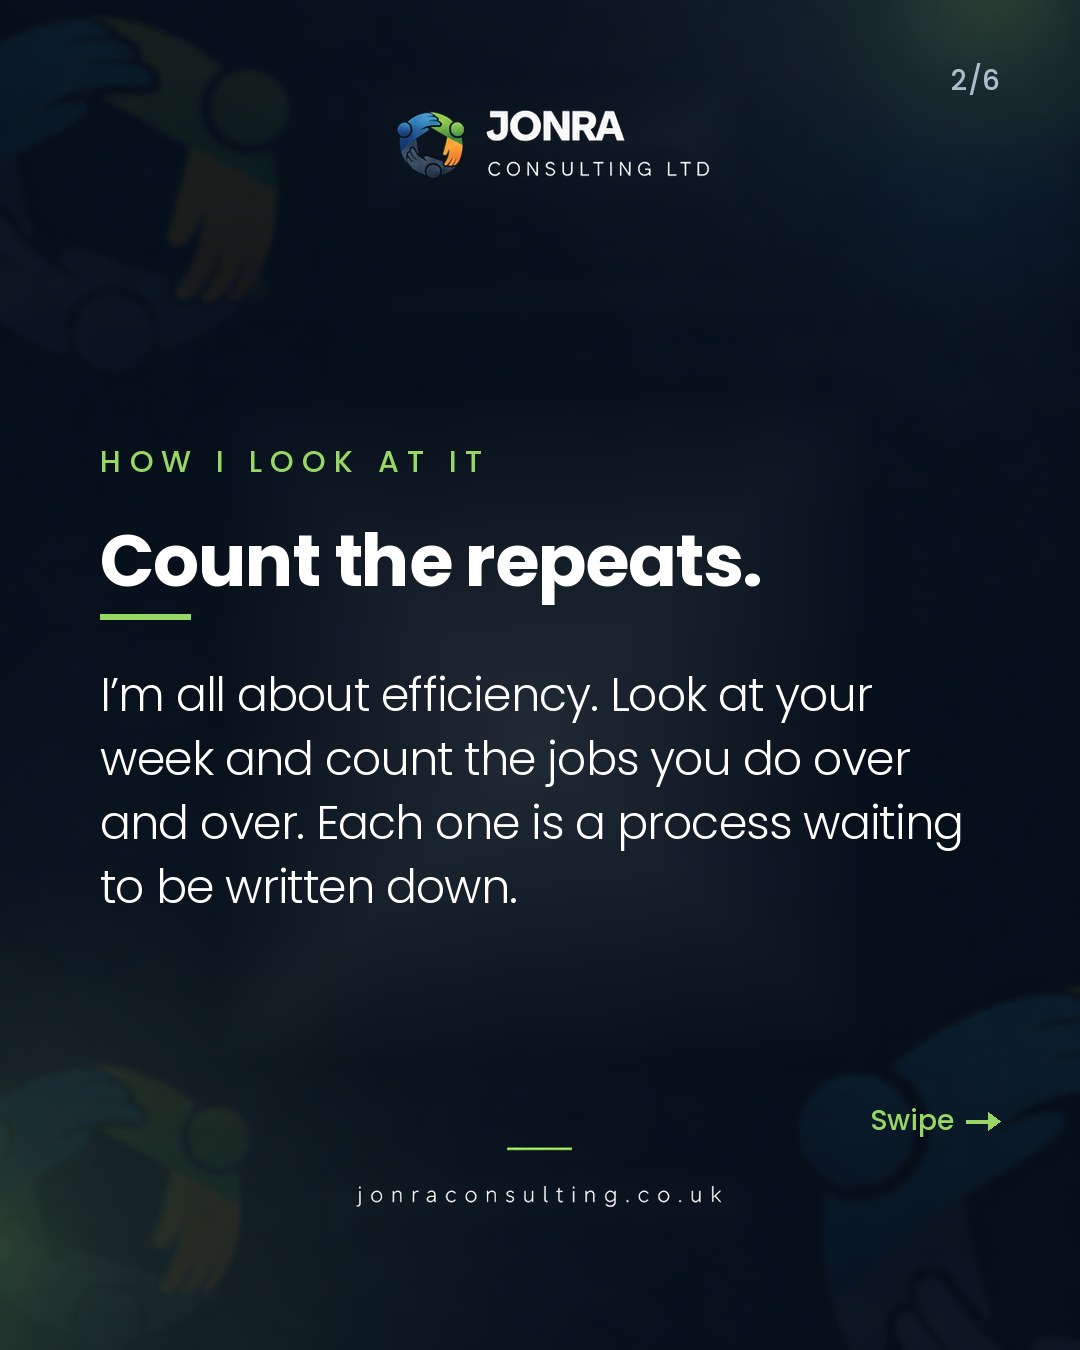 2/6
JONRA
CONSULTING LTD
HOW I LOOK AT IT
Count the repeats.
I’m all about efficiency. Look at your
week and count the jobs you do over
and over. Each one is a process waiting
to be written down.
Swipe →
jonraconsulting.co.uk